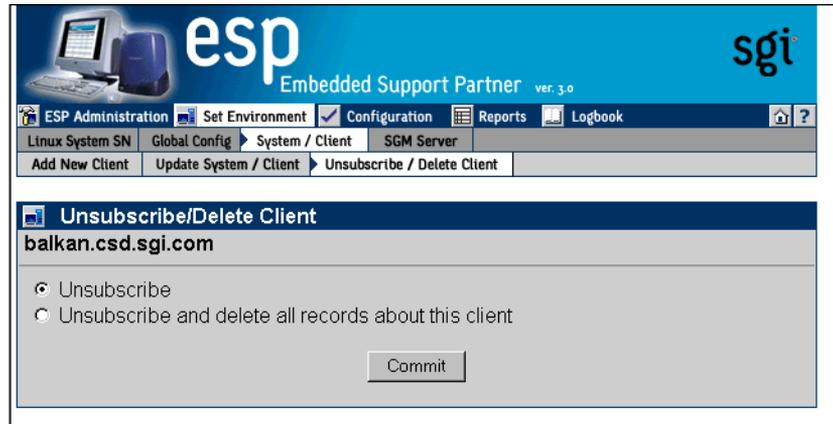 esp
sgi
Embedded Support Partner ver. 3.0
ESP Administration Set Environment Configuration Reports Logbook ?
Linux System SN Global Config System / Client SGM Server
Add New Client Update System / Client Unsubscribe / Delete Client
Unsubscribe/Delete Client
balkan.csd.sgi.com
Unsubscribe
Unsubscribe and delete all records about this client
Commit